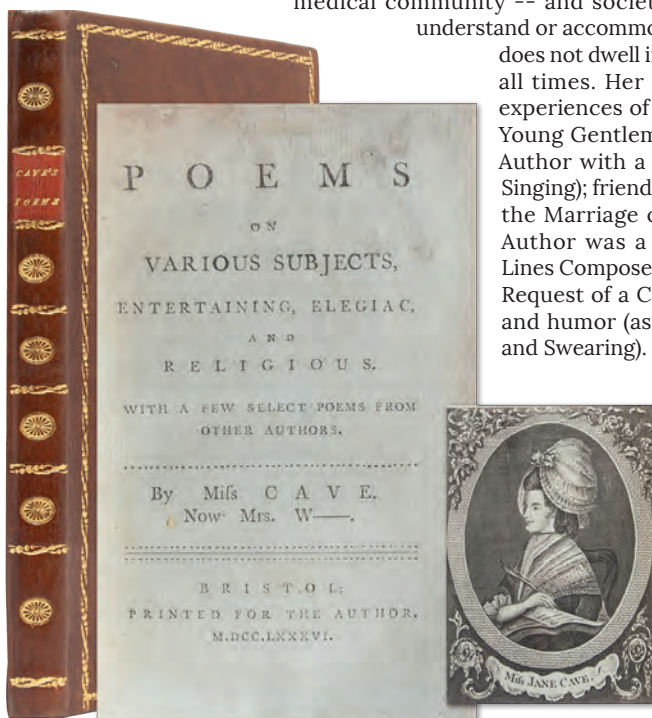 medical community -- and societ
understand or accommo
does not dwell i
all times. Her
experiences of
Young Gentlem
Author with a
Singing); friend
the Marriage o
Author was a
Lines Compose
Request of a C
and humor (as
and Swearing).
CAVE'S
POEMS
POEMS
ON
VARIOUS SUBJECTS,
ENTERTAINING, ELEGIAC,
AND
RELIGIOUS.
WITH A FEW SELECT POEMS FROM
OTHER AUTHORS.
By Miſs CAVE.
Now Mrs. W——.
BRISTOL:
PRINTED FOR THE AUTHOR.
M.DCC.LXXXVI.
Miſs JANE CAVE.